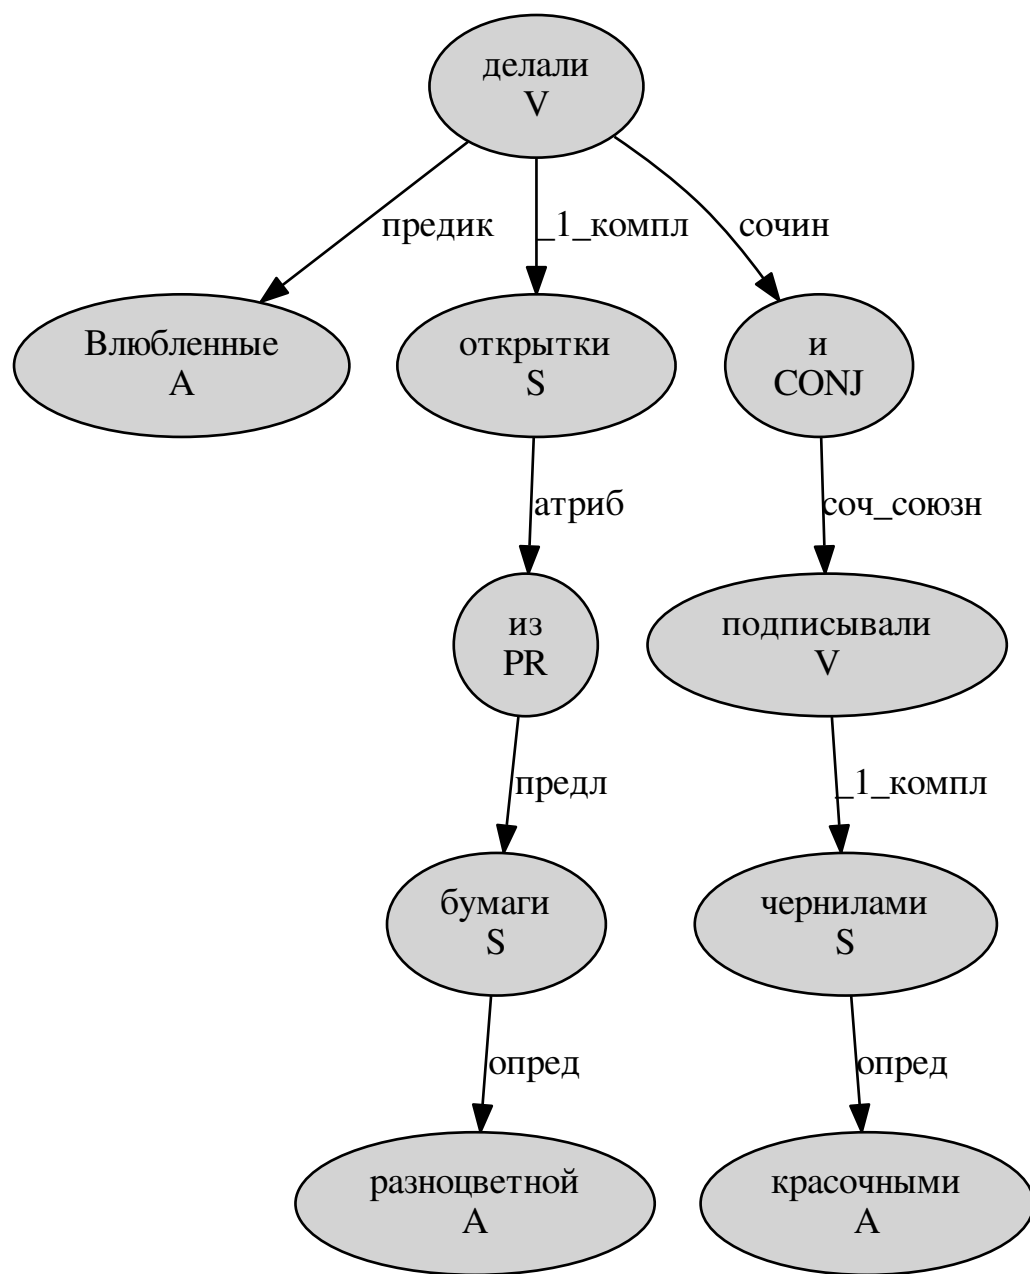 делали
V
предик
_1_компл
сочин
Влюбленные
A
открытки
S
и
CONJ
атриб
соч_союзн
из
PR
подписывали
V
предл
_1_компл
бумаги
S
чернилами
S
опред
опред
разноцветной
A
красочными
A